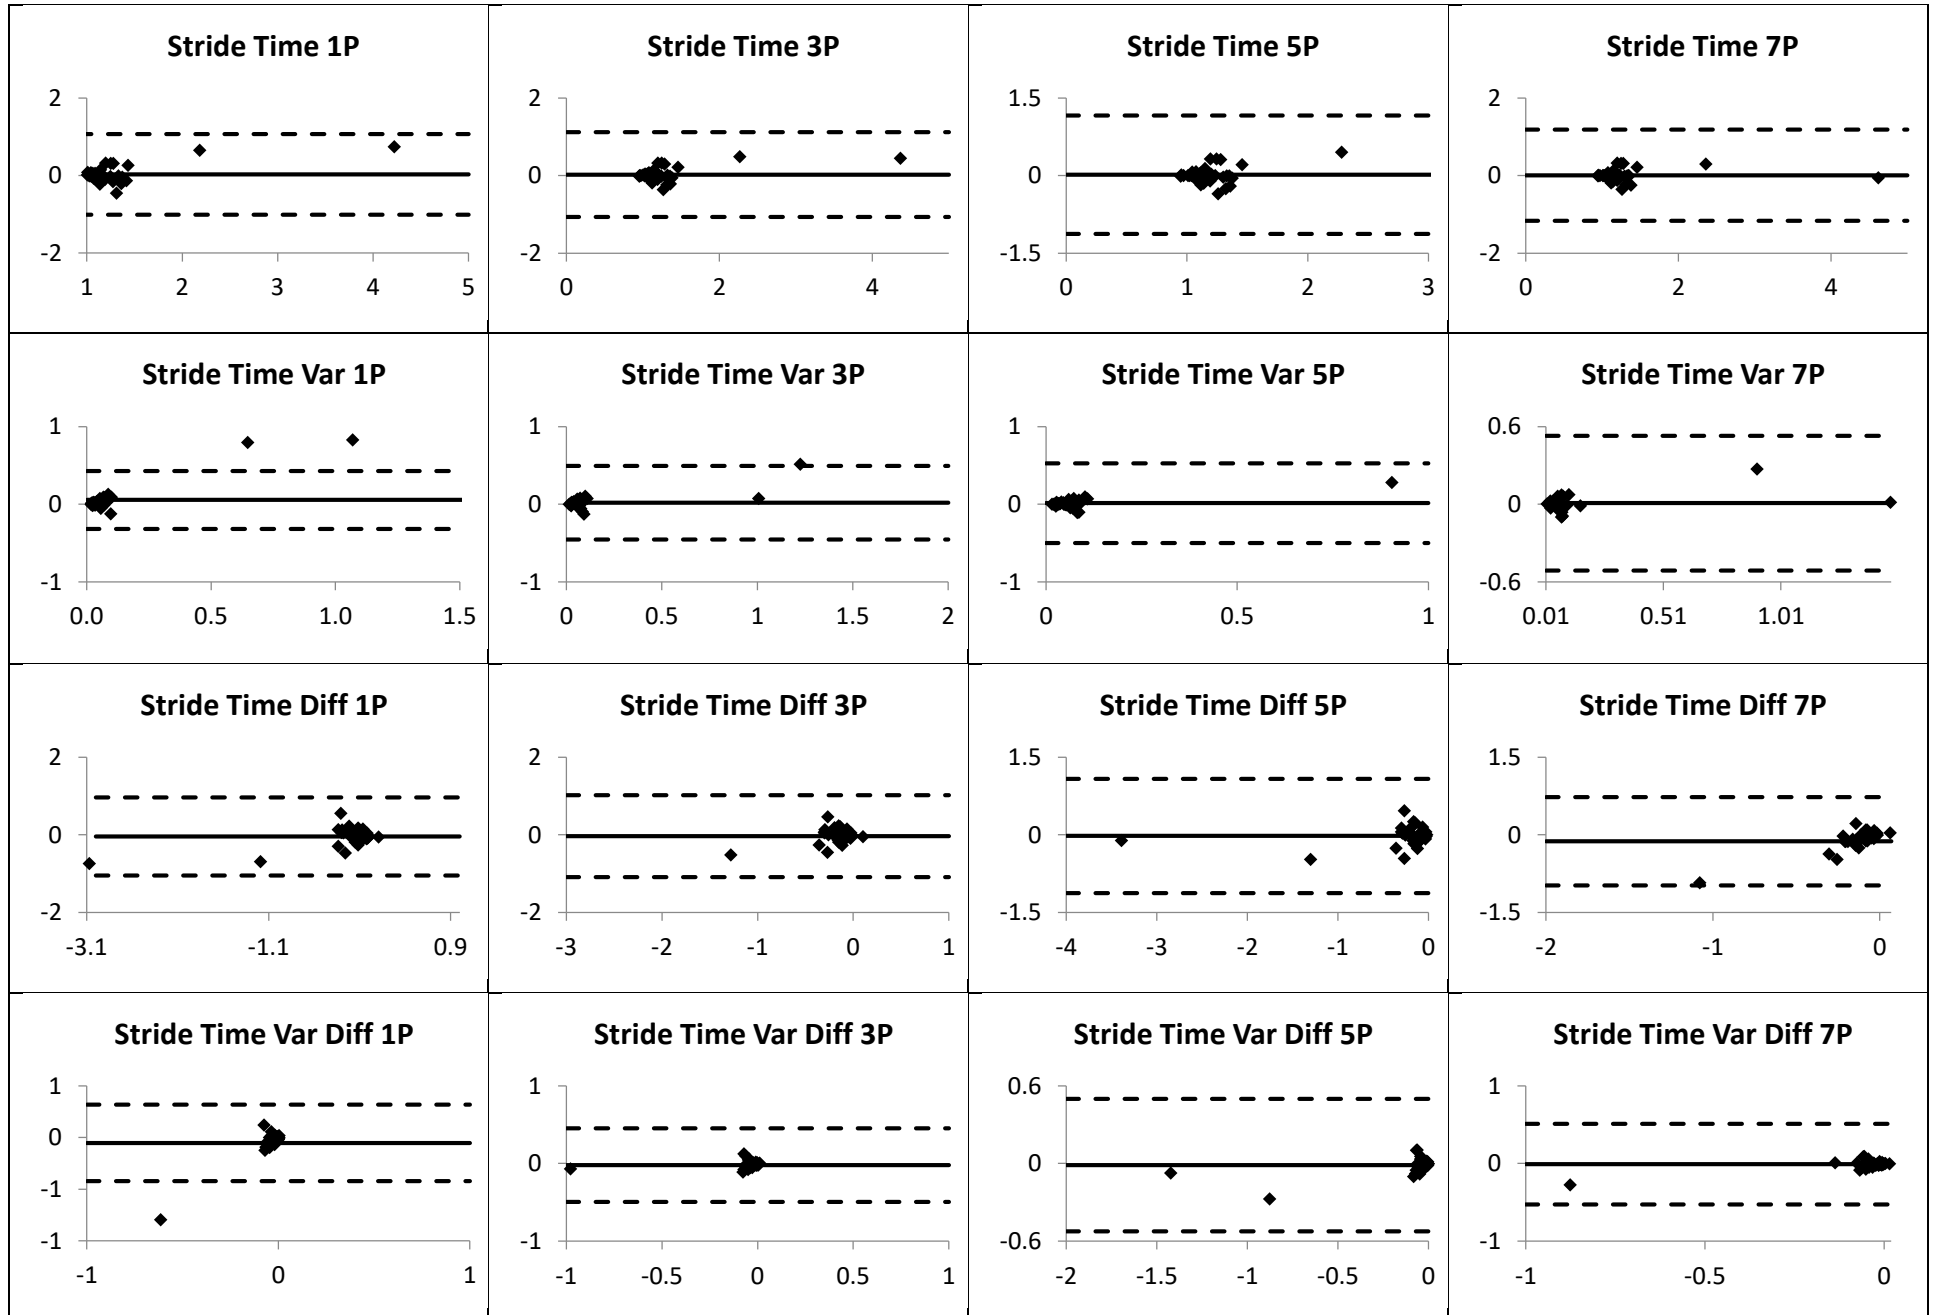 Stride Time 1P
2
1
0
-1
-2
1 2 3 4 5
Stride Time 3P
2
0
-2
0 2 4
Stride Time 5P
1.5
0
-1.5
0 1 2 3
Stride Time 7P
2
0
-2
0 2 4
Stride Time Var 1P
1
0
-1
0.0 0.5 1.0 1.5
Stride Time Var 3P
1
0
-1
0 0.5 1 1.5 2
Stride Time Var 5P
1
0
-1
0 0.5 1
Stride Time Var 7P
0.6
0
-0.6
0.01 0.51 1.01
Stride Time Diff 1P
2
0
-2
-3.1 -1.1 0.9
Stride Time Diff 3P
2
0
-2
-3 -2 -1 0 1
Stride Time Diff 5P
1.5
0
-1.5
-4 -3 -2 -1 0
Stride Time Diff 7P
1.5
0
-1.5
-2 -1 0
Stride Time Var Diff 1P
1
0
-1
-1
-1 0 1
Stride Time Var Diff 3P
1
0
-1
-1 -0.5 0 0.5 1
Stride Time Var Diff 5P
0.6
0
-0.6
-2 -1.5 -1 -0.5 0
Stride Time Var Diff 7P
1
0
-1
-1 -0.5 0